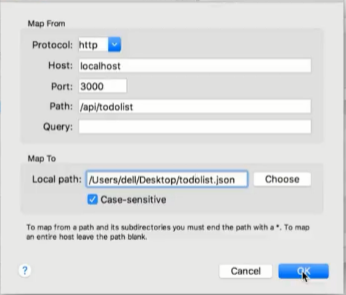 Map From
Protocol: http
Host: localhost
Port: 3000
Path: /api/todolist
Query:
Map To
Local path: /Users/dell/Desktop/todolist.json Choose
Case-sensitive
To map from a path and its subdirectories you must end the path with a *. To map
an entire host leave the path blank.
? Cancel OK